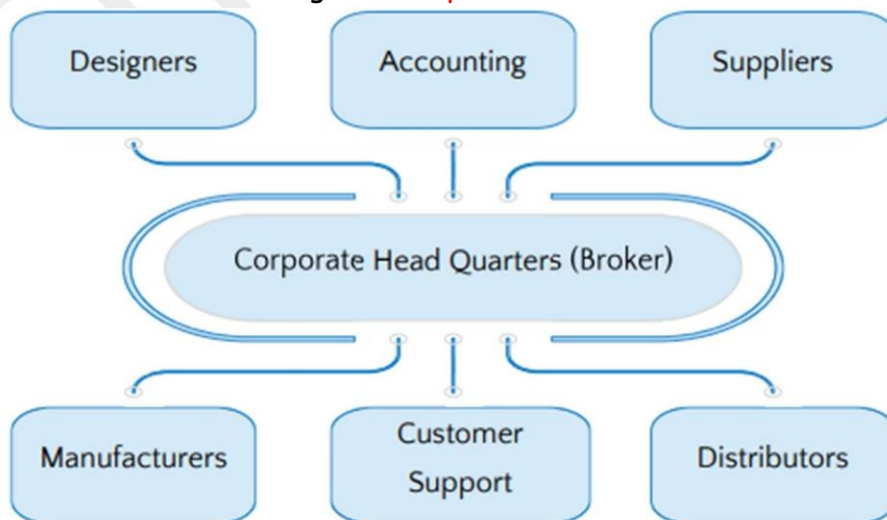 Designers
Accounting
Suppliers
Corporate Head Quarters (Broker)
Manufacturers
Customer
Support
Distributors